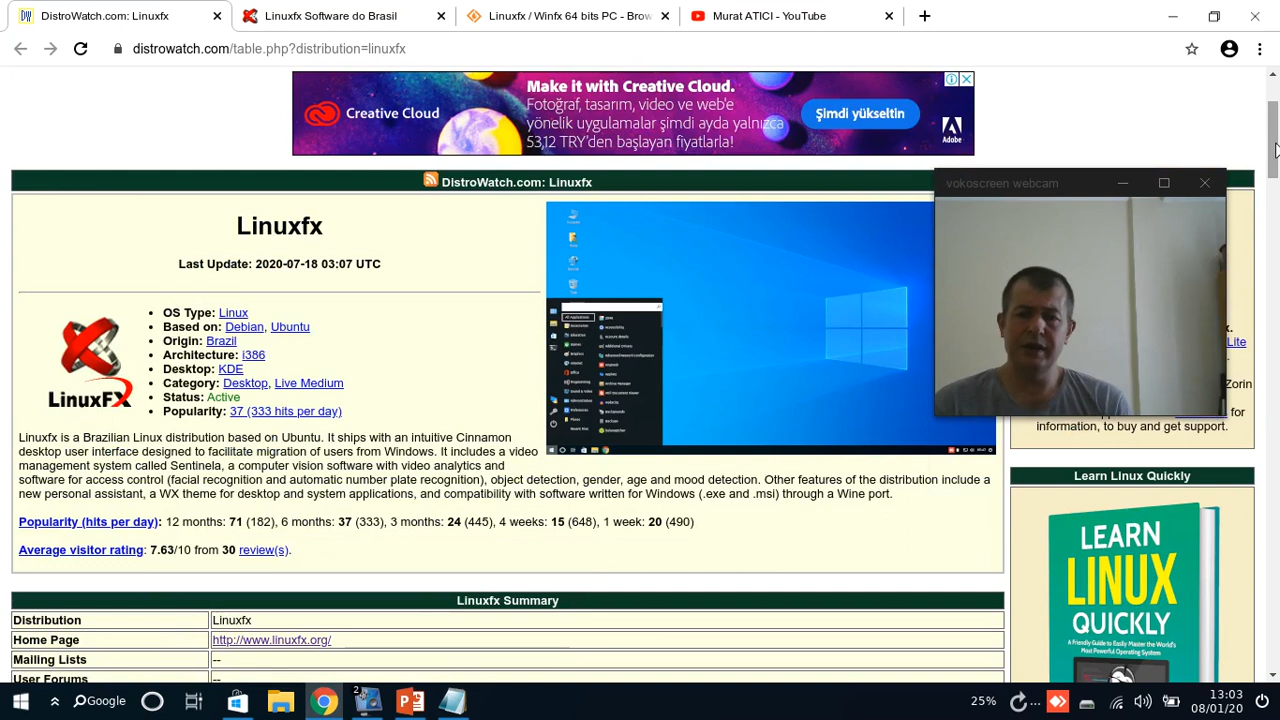 DistroWatch.com: Linuxfx
Linuxfx Software do Brasil
Linuxfx / Winfx 64 bits PC - Brow
Murat ATICI - YouTube
distrowatch.com/table.php?distribution=linuxfx
Creative Cloud
Make it with Creative Cloud.
Fotoğraf, tasarım, video ve web'e
yönelik uygulamalar şimdi ayda yalnızca
53,12 TRY'den başlayan fiyatlarla!
Şimdi yükseltin
Adobe
DistroWatch.com: Linuxfx
vokoscreen webcam
Linuxfx
Last Update: 2020-07-18 03:07 UTC
LINUXFX
• OS Type: Linux
• Based on: Debian, Ubuntu
• Origin: Brazil
• Architecture: i386
• Desktop: KDE
• Category: Desktop, Live Medium
• Status: Active
• Popularity: 37 (333 hits per day)
Linuxfx is a Brazilian Linux distribution based on Ubuntu. It ships with an intuitive Cinnamon
desktop user interface designed to facilitate migration of users from Windows. It includes a video
management system called Sentinela, a computer vision software with video analytics and
software for access control (facial recognition and automatic number plate recognition), object detection, gender, age and mood detection. Other features of the distribution include a
new personal assistant, a WX theme for desktop and system applications, and compatibility with software written for Windows (.exe and .msi) through a Wine port.
Popularity (hits per day): 12 months: 71 (182), 6 months: 37 (333), 3 months: 24 (445), 4 weeks: 15 (648), 1 week: 20 (490)
Average visitor rating: 7.63/10 from 30 review(s).
x.
Lite
Zorin
for
information, to buy and get support.
Learn Linux Quickly
LEARN
LINUX
QUICKLY
A Friendly Guide to Easily Master the World's
Most Powerful Operating System
Linuxfx Summary
Distribution Linuxfx
Home Page http://www.linuxfx.org/
Mailing Lists --
User Forums --
Google
2
25%
13:03
08/01/20